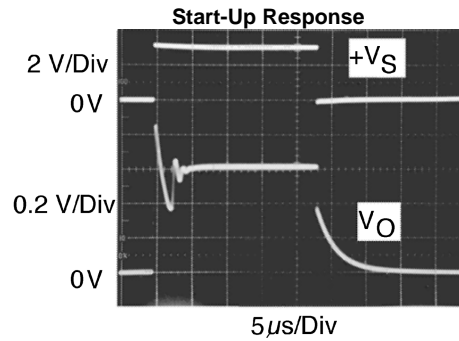 Start-Up Response
2 V/Div
+VS
0V
0.2 V/Div
VO
0V
5µs/Div